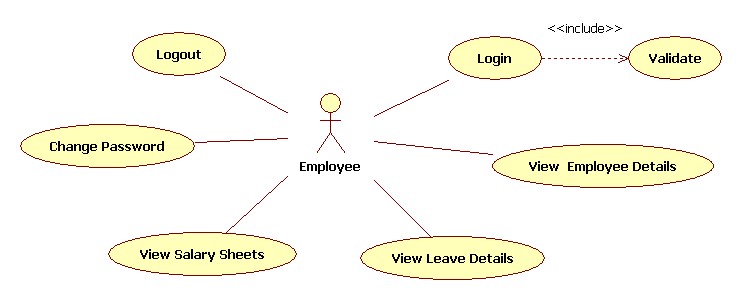 <<include>>
Logout
Login
Validate
Change Password
Employee
View  Employee Details
View Salary Sheets
View Leave Details